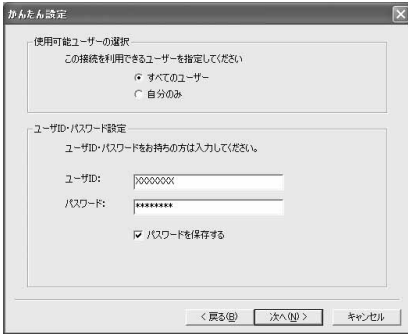 かんたん設定
使用可能ユーザーの選択
この接続を利用できるユーザーを指定してください
すべてのユーザー
自分のみ
ユーザID・パスワード設定
ユーザID・パスワードをお持ちの方は入力してください。
ユーザID: XXXXXXX
パスワード: ********
パスワードを保存する
< 戻る(B) 次へ(N) > キャンセル